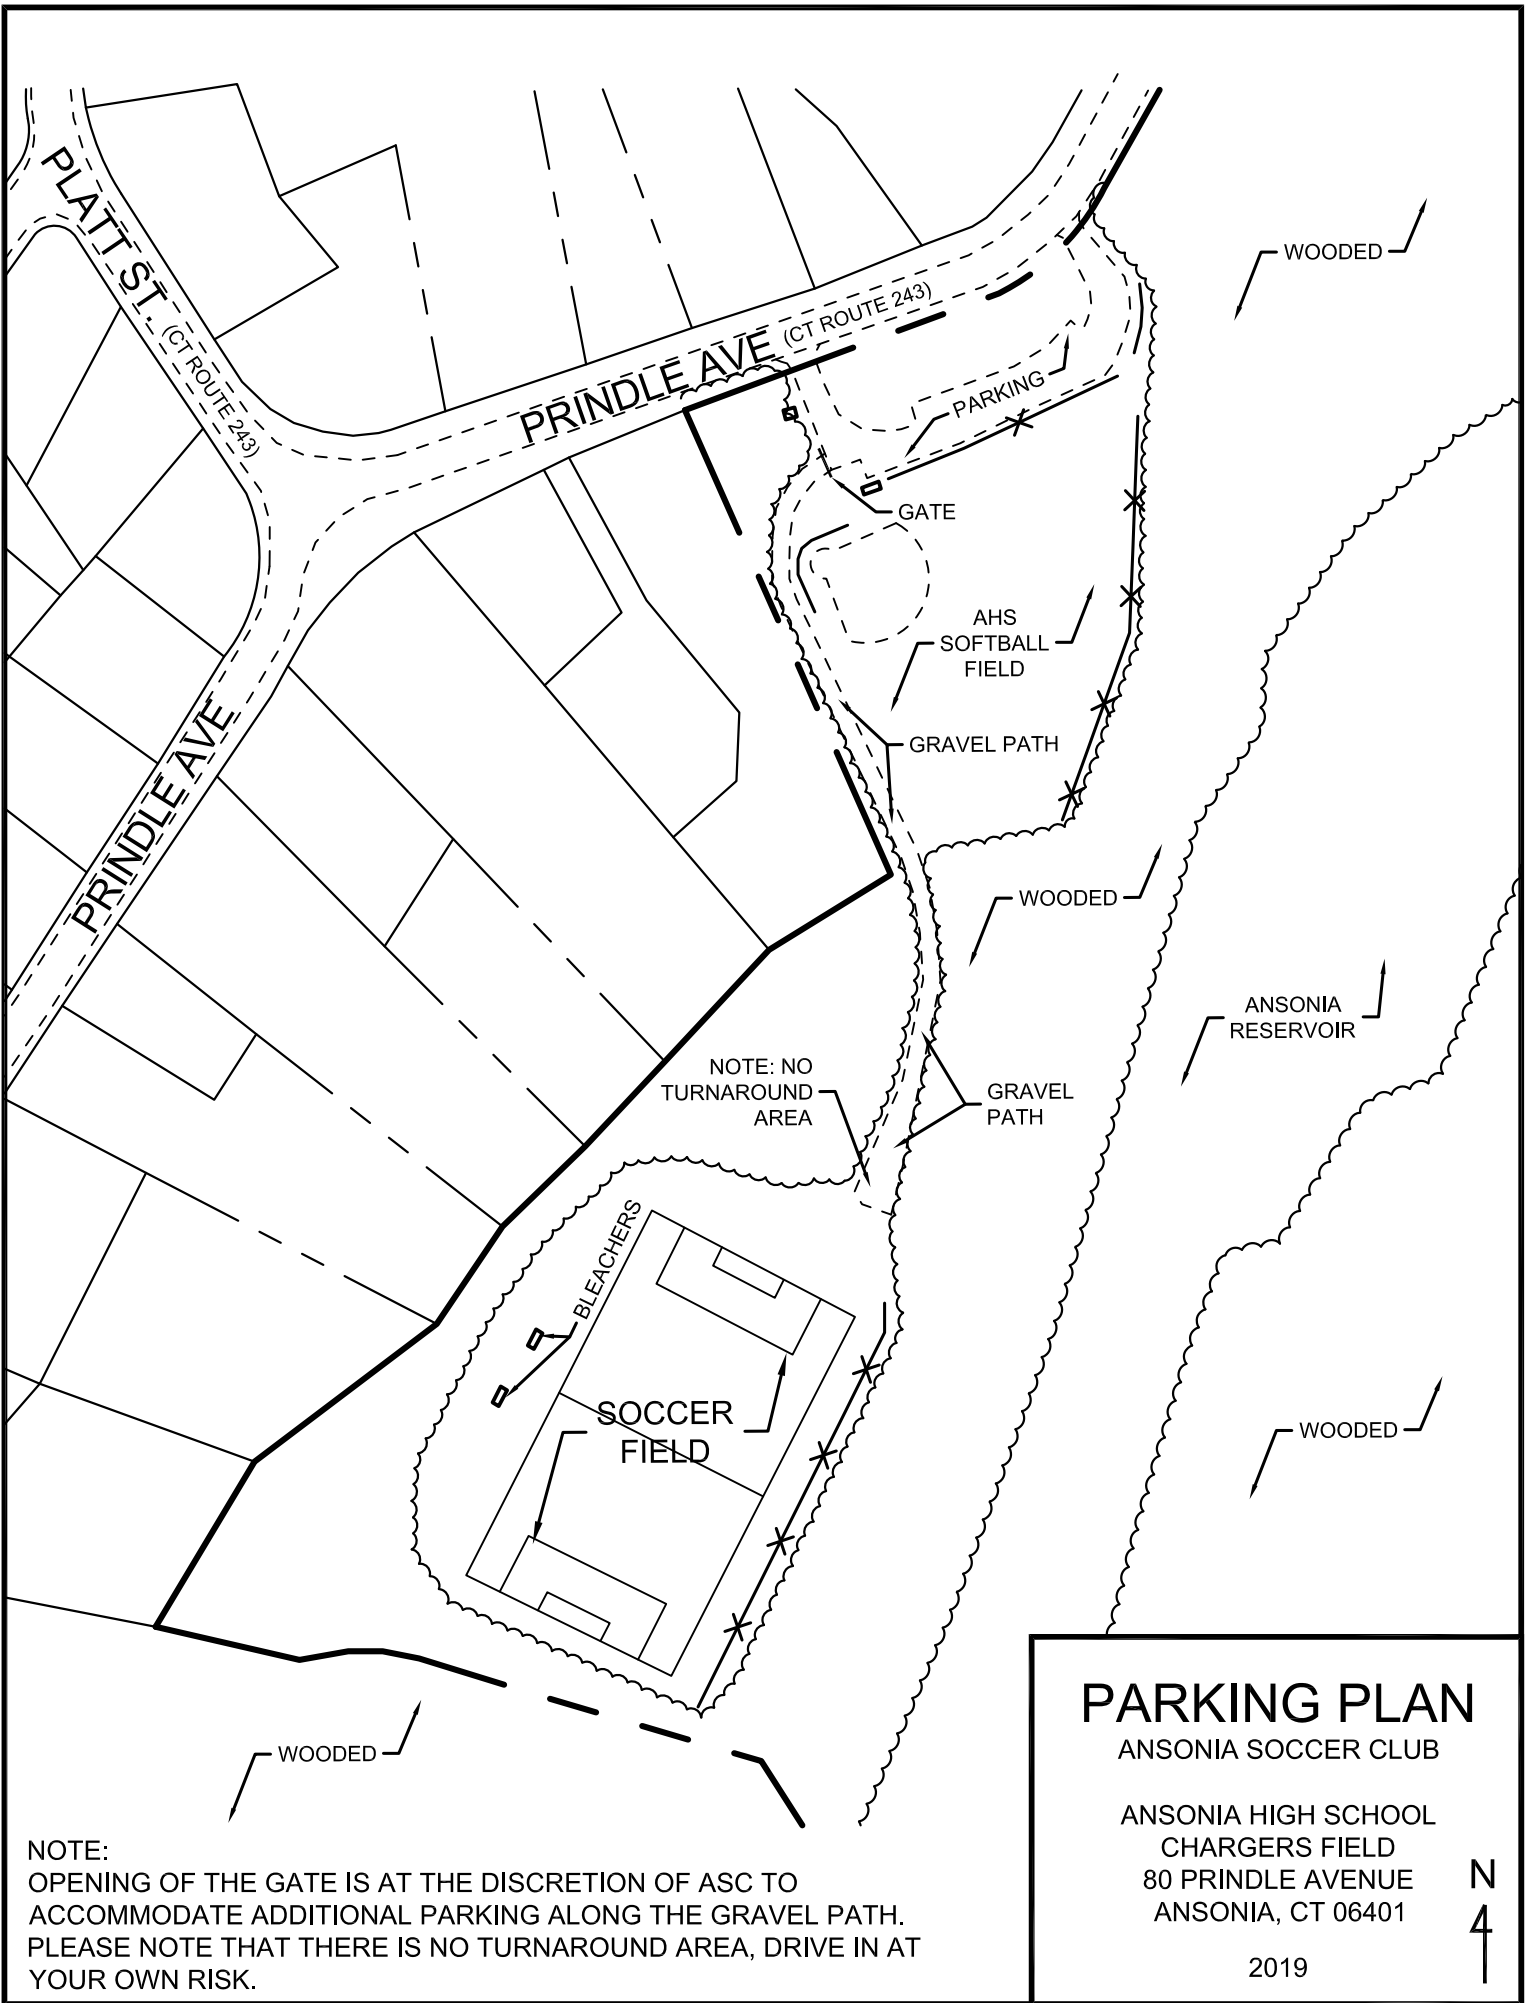 PLATT ST. (CT ROUTE 243)
PRINDLE AVE (CT ROUTE 243)
WOODED
PARKING
GATE
AHS
SOFTBALL
FIELD
GRAVEL PATH
PRINDLE AVE
WOODED
ANSONIA
RESERVOIR
NOTE: NO
TURNAROUND
AREA
GRAVEL
PATH
BLEACHERS
SOCCER
FIELD
WOODED
WOODED
NOTE:
OPENING OF THE GATE IS AT THE DISCRETION OF ASC TO
ACCOMMODATE ADDITIONAL PARKING ALONG THE GRAVEL PATH.
PLEASE NOTE THAT THERE IS NO TURNAROUND AREA, DRIVE IN AT
YOUR OWN RISK.
PARKING PLAN
ANSONIA SOCCER CLUB
ANSONIA HIGH SCHOOL
CHARGERS FIELD
80 PRINDLE AVENUE
ANSONIA, CT 06401
2019
N